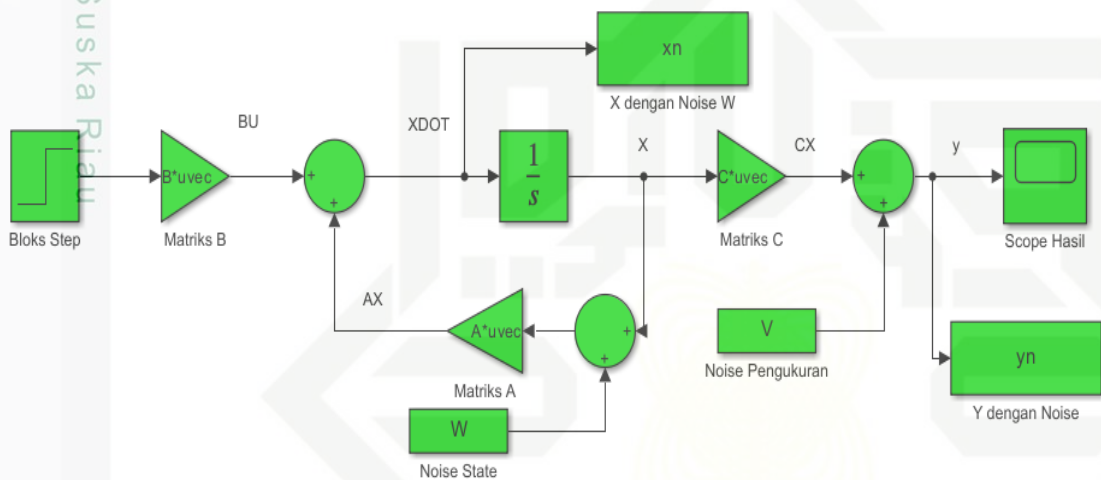 Suska Riau
xn
X dengan Noise W
BU
XDOT
X
CX
y
B*uvec
+
+
1
s
C*uvec
+
+
Bloks Step
Matriks B
Matriks C
Scope Hasil
AX
A*uvec
+
+
V
Noise Pengukuran
yn
Y dengan Noise
Matriks A
W
Noise State